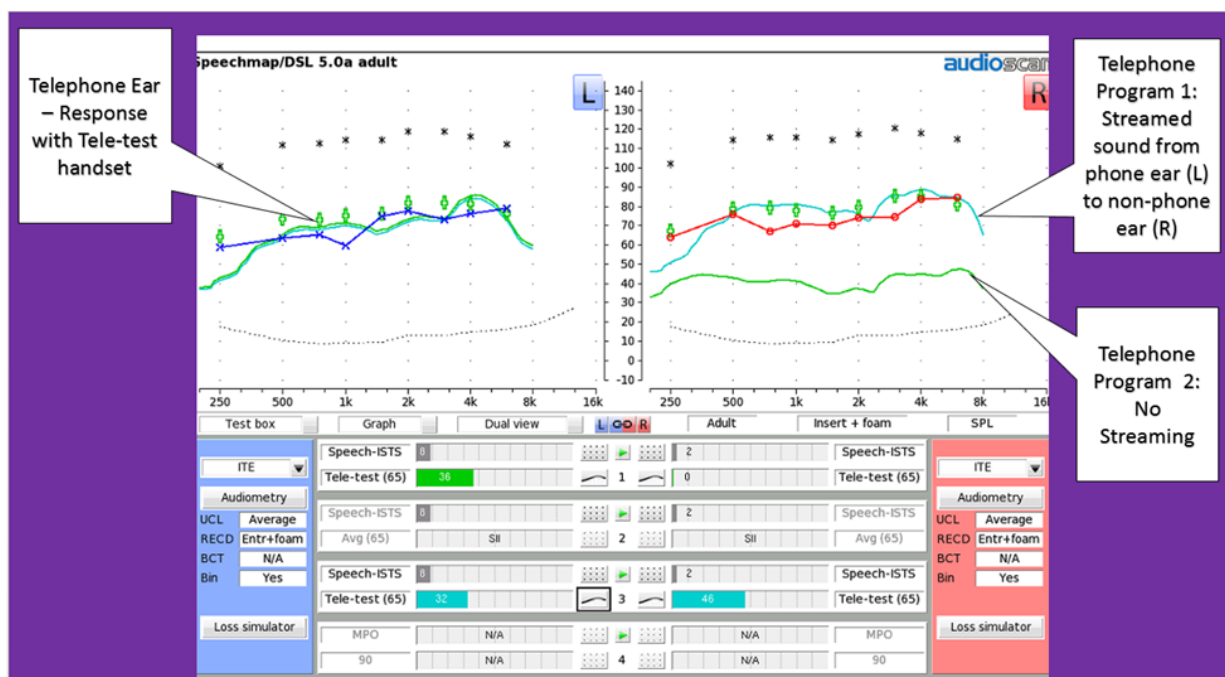 Telephone Ear
– Response
with Tele-test
handset
Speechmap/DSL 5.0a adult
audioscan
L
R
140
130
120
110
100
90
80
70
60
50
40
30
20
10
0
-10
250 500 1k 2k 4k 8k 16k
250 500 1k 2k 4k 8k 16k
Telephone
Program 1:
Streamed
sound from
phone ear (L)
to non-phone
ear (R)
Telephone
Program 2:
No
Streaming
Test box Graph Dual view L R Adult Insert + foam SPL
ITE
Audiometry
UCL Average
RECD Entr+foam
BCT N/A
Bin Yes
Loss simulator
Speech-ISTS 8 2 Speech-ISTS
Tele-test (65) 36 1 0 Tele-test (65)
Speech-ISTS 8 2 Speech-ISTS
Avg (65) SII 2 SII Avg (65)
Speech-ISTS 8 2 Speech-ISTS
Tele-test (65) 32 3 46 Tele-test (65)
MPO N/A N/A MPO
90 N/A 4 N/A 90
ITE
Audiometry
UCL Average
RECD Entr+foam
BCT N/A
Bin Yes
Loss simulator